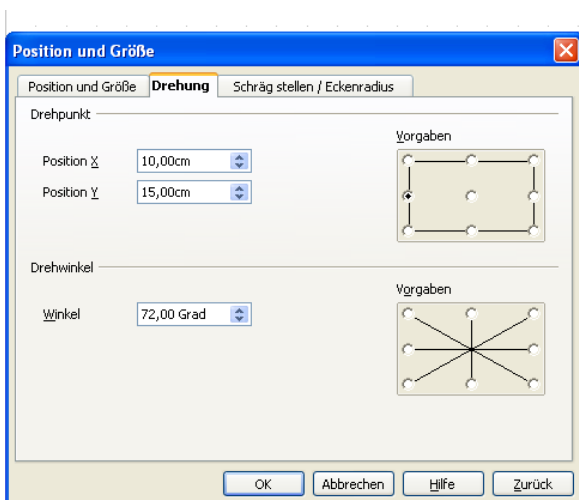 Position und Größe
Position und Größe Drehung Schräg stellen / Eckenradius
Drehpunkt
Vorgaben
Position X 10,00cm
Position Y 15,00cm
Drehwinkel
Vorgaben
Winkel 72,00 Grad
OK Abbrechen Hilfe Zurück